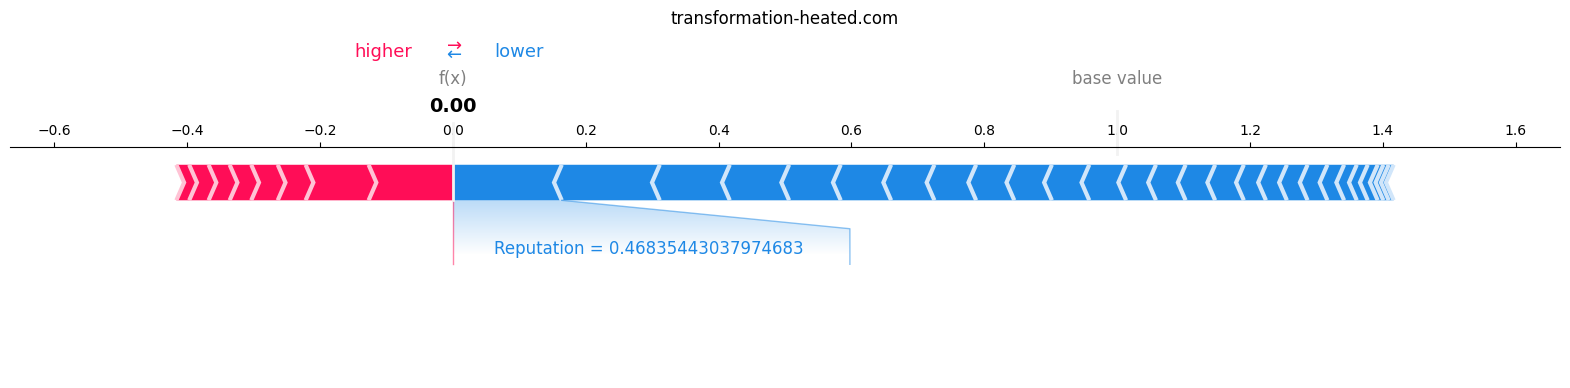 transformation-heated.com
higher ⇄ lower
f(x) base value
0.00
−0.6 −0.4 −0.2 0.0 0.2 0.4 0.6 0.8 1.0 1.2 1.4 1.6
Reputation = 0.46835443037974683